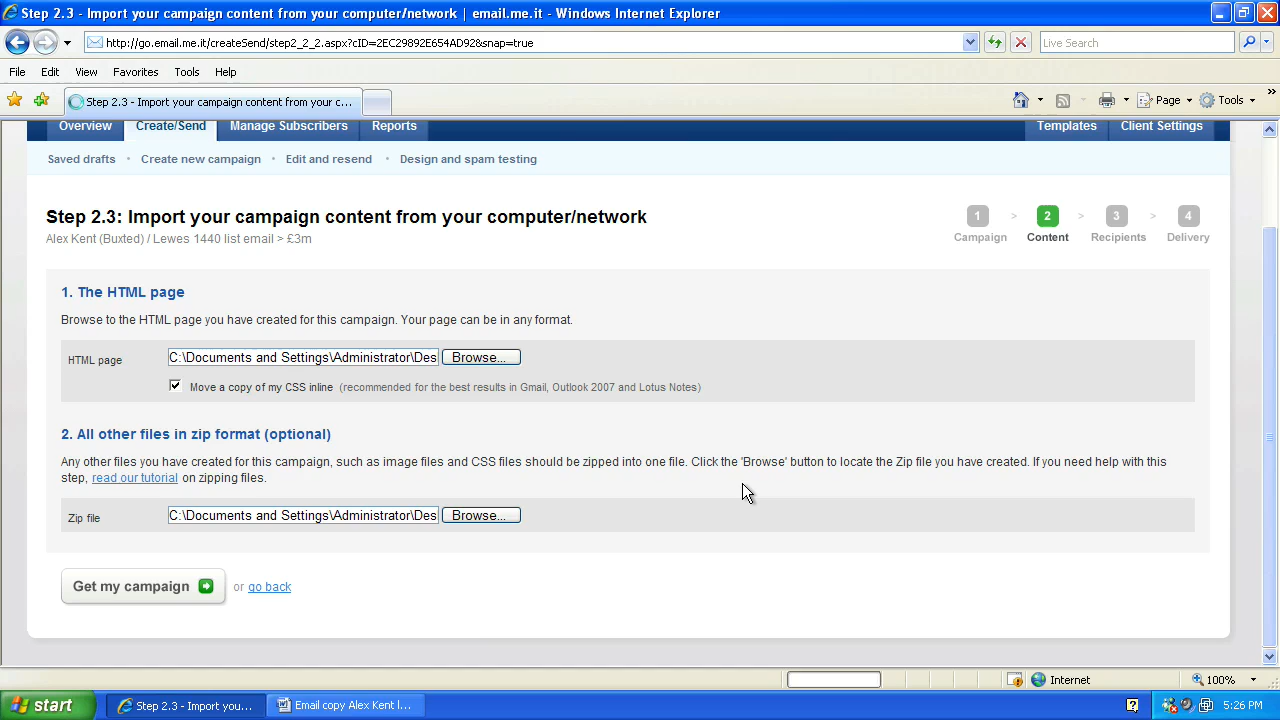 Step 2.3 - Import your campaign content from your computer/network | email.me.it - Windows Internet Explorer
http://go.email.me.it/createSend/step2_2_2.aspx?cID=2EC29892E654AD92&snap=true
Live Search
File Edit View Favorites Tools Help
Step 2.3 - Import your campaign content from your c...
Page Tools »
Overview Create/Send Manage Subscribers Reports Templates Client Settings
Saved drafts • Create new campaign • Edit and resend • Design and spam testing
Step 2.3: Import your campaign content from your computer/network
1 > 2 > 3 > 4
Alex Kent (Buxted) / Lewes 1440 list email > £3m
Campaign Content Recipients Delivery
1. The HTML page
Browse to the HTML page you have created for this campaign. Your page can be in any format.
HTML page C:\Documents and Settings\Administrator\Des Browse...
Move a copy of my CSS inline (recommended for the best results in Gmail, Outlook 2007 and Lotus Notes)
2. All other files in zip format (optional)
Any other files you have created for this campaign, such as image files and CSS files should be zipped into one file. Click the 'Browse' button to locate the Zip file you have created. If you need help with this
step, read our tutorial on zipping files.
Zip file C:\Documents and Settings\Administrator\Des Browse...
Get my campaign or go back
Internet 100%
start Step 2.3 - Import you... Email copy Alex Kent l... ? 5:26 PM